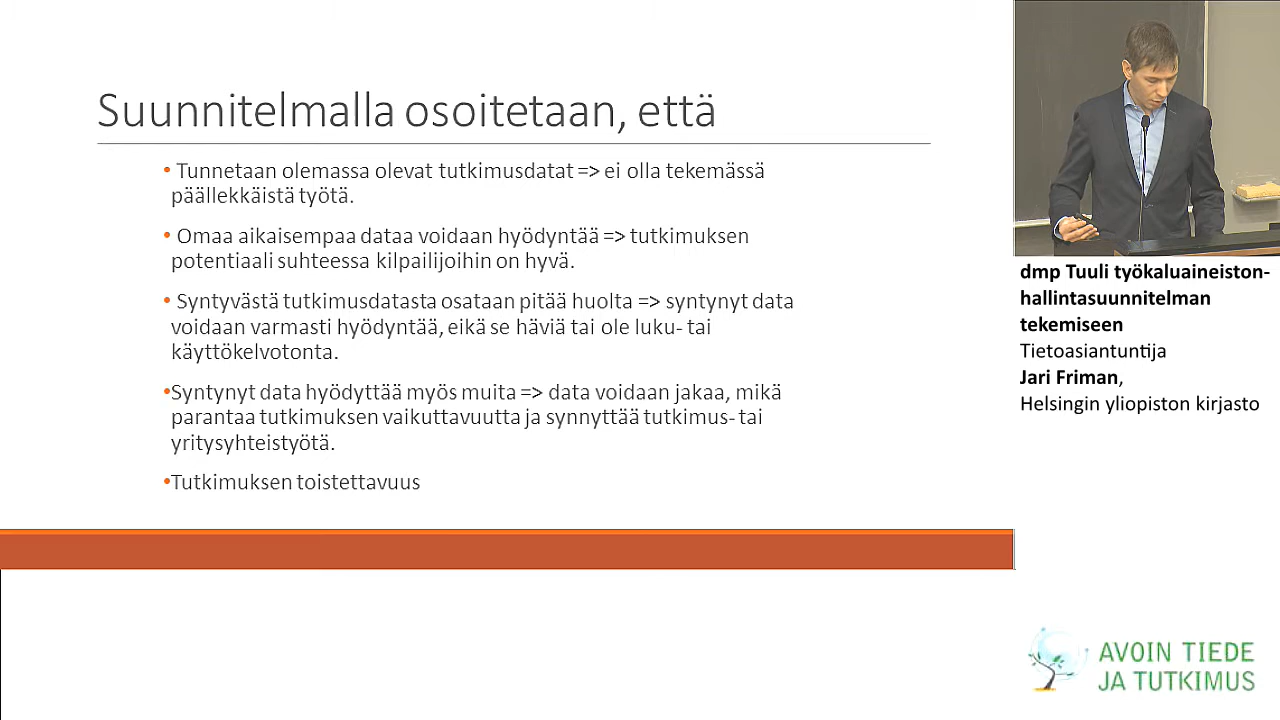 Suunnitelmalla osoitetaan, että
• Tunnetaan olemassa olevat tutkimusdatat => ei olla tekemässä
päällekkäistä työtä.
• Omaa aikaisempaa dataa voidaan hyödyntää => tutkimuksen
potentiaali suhteessa kilpailijoihin on hyvä.
• Syntyvästä tutkimusdatasta osataan pitää huolta => syntynyt data
voidaan varmasti hyödyntää, eikä se häviä tai ole luku- tai
käyttökelvotonta.
•Syntynyt data hyödyttää myös muita => data voidaan jakaa, mikä
parantaa tutkimuksen vaikuttavuutta ja synnyttää tutkimus- tai
yritysyhteistyötä.
•Tutkimuksen toistettavuus
dmp Tuuli työkaluaineiston-
hallintasuunnitelman
tekemiseen
Tietoasiantuntija
Jari Friman,
Helsingin yliopiston kirjasto
AVOIN TIEDE
JA TUTKIMUS